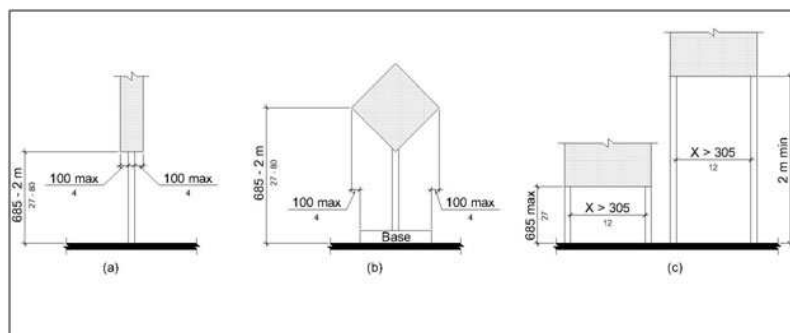 685 - 2 m
27 - 80
100 max
4
100 max
4
(a)
685 - 2 m
27 - 80
100 max
4
100 max
4
Base
(b)
685 max
27
X > 305
12
X > 305
12
2 m min
(c)